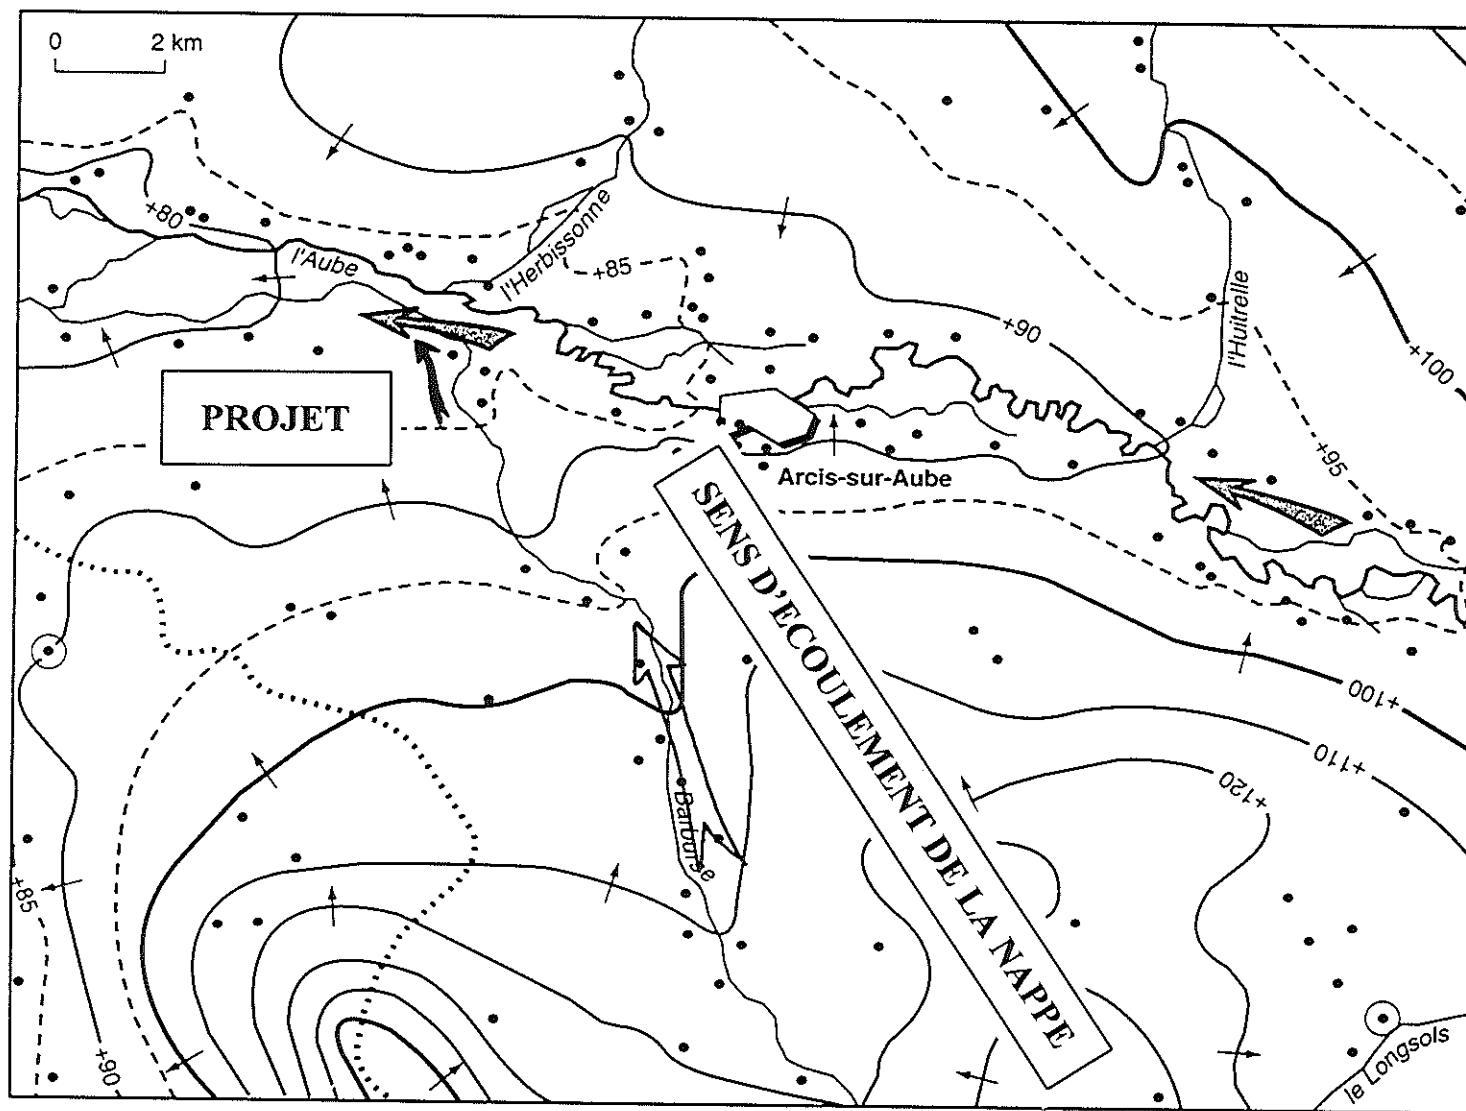 0 2 km
+80
l'Aube
l'Herbissonne
+85
+90
l'Huitrelle
+100
PROJET
Arcis-sur-Aube
+95
SENS D'ECOULEMENT DE LA NAPPE
+100
+110
+120
Barbuise
+85
+90
le Longsols